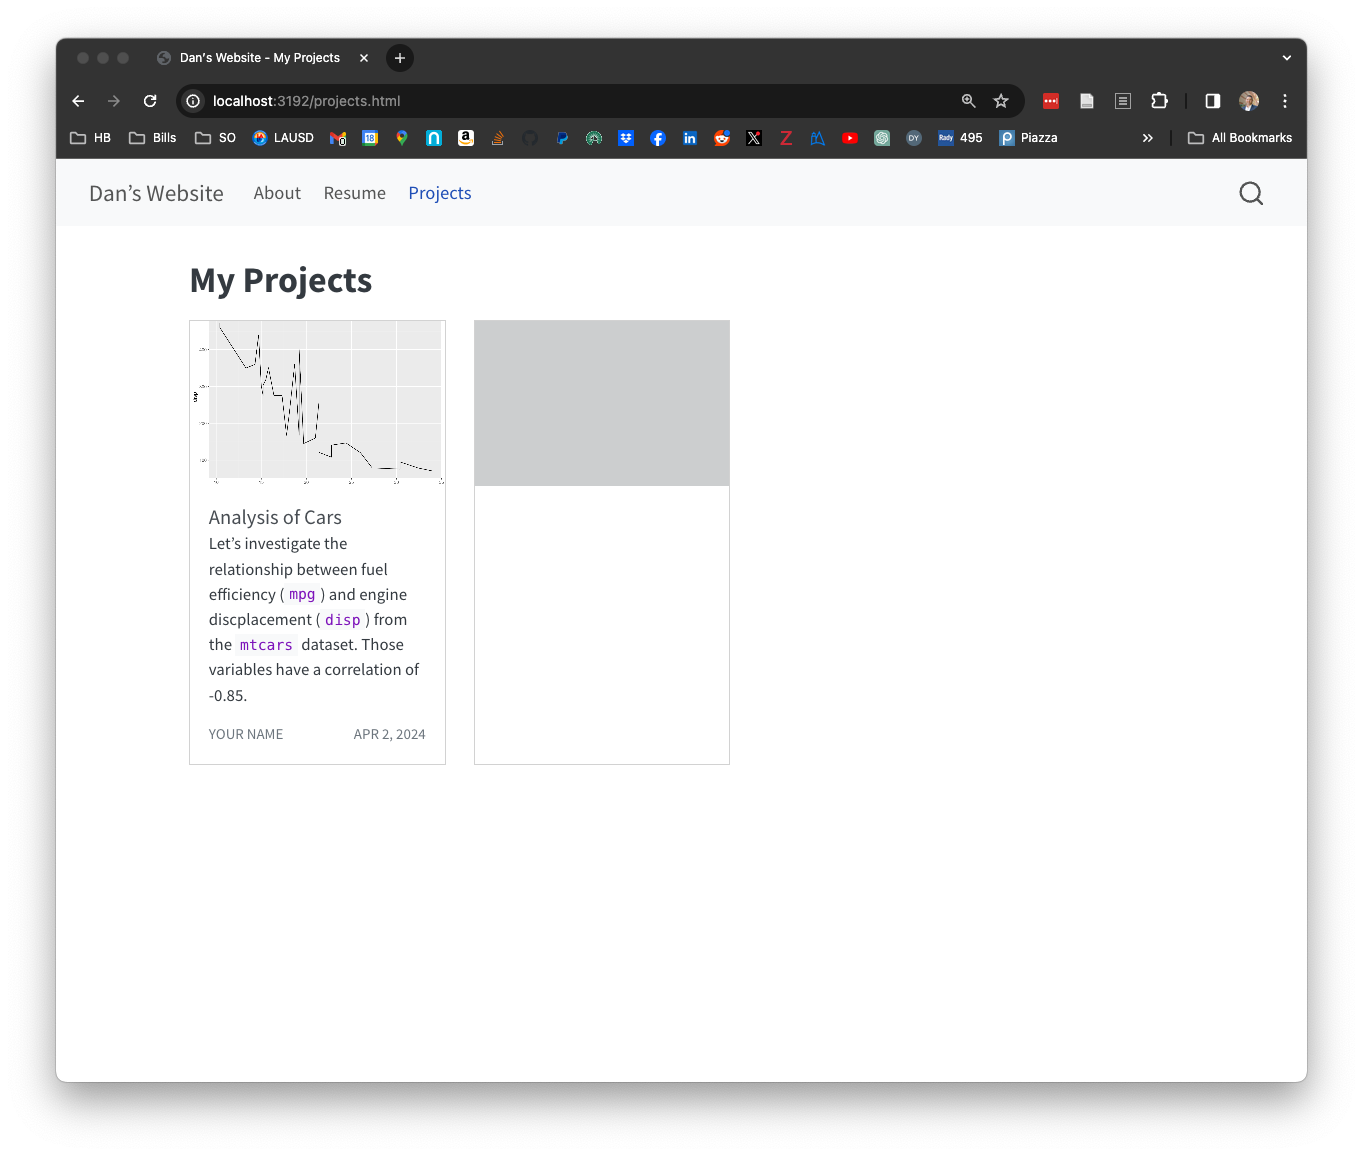 Dan's Website - My Projects
localhost:3192/projects.html
HB Bills SO LAUSD 18 495 Piazza All Bookmarks
Dan’s Website About Resume Projects
My Projects
disp
Analysis of Cars
Let’s investigate the
relationship between fuel
efficiency ( mpg ) and engine
discplacement ( disp ) from
the mtcars dataset. Those
variables have a correlation of
-0.85.
YOUR NAME APR 2, 2024